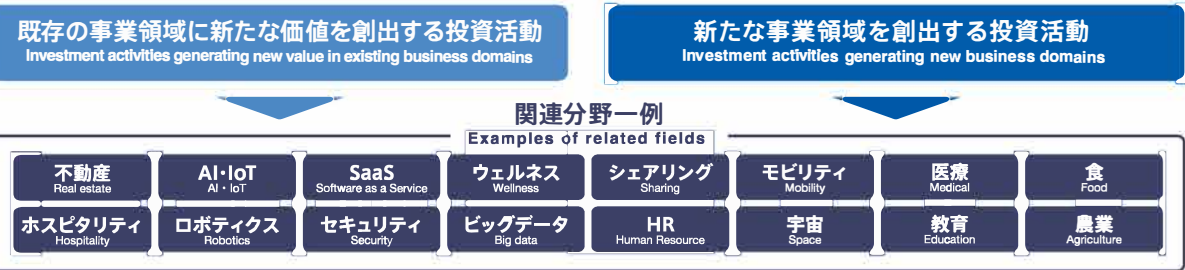 既存の事業領域に新たな価値を創出する投資活動
Investment activities generating new value in existing business domains
新たな事業領域を創出する投資活動
Investment activities generating new business domains
関連分野一例
Examples of related fields
不動産
Real estate
AI・IoT
AI・IoT
SaaS
Software as a Service
ウェルネス
Wellness
シェアリング
Sharing
モビリティ
Mobility
医療
Medical
食
Food
ホスピタリティ
Hospitality
ロボティクス
Robotics
セキュリティ
Security
ビッグデータ
Big data
HR
Human Resource
宇宙
Space
教育
Education
農業
Agriculture